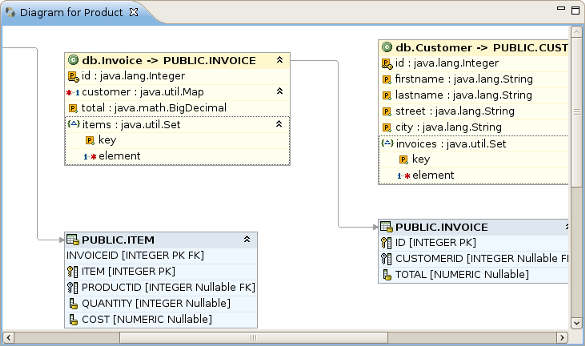 Diagram for Product
db.Invoice -> PUBLIC.INVOICE
id : java.lang.Integer
customer : java.util.Map
total : java.math.BigDecimal
items : java.util.Set
key
element
db.Customer -> PUBLIC.CUST
id : java.lang.Integer
firstname : java.lang.String
lastname : java.lang.String
street : java.lang.String
city : java.lang.String
invoices : java.util.Set
key
element
PUBLIC.ITEM
INVOICEID [INTEGER PK FK]
ITEM [INTEGER PK]
PRODUCTID [INTEGER Nullable FK]
QUANTITY [INTEGER Nullable]
COST [NUMERIC Nullable]
PUBLIC.INVOICE
ID [INTEGER PK]
CUSTOMERID [INTEGER Nullable F
TOTAL [NUMERIC Nullable]